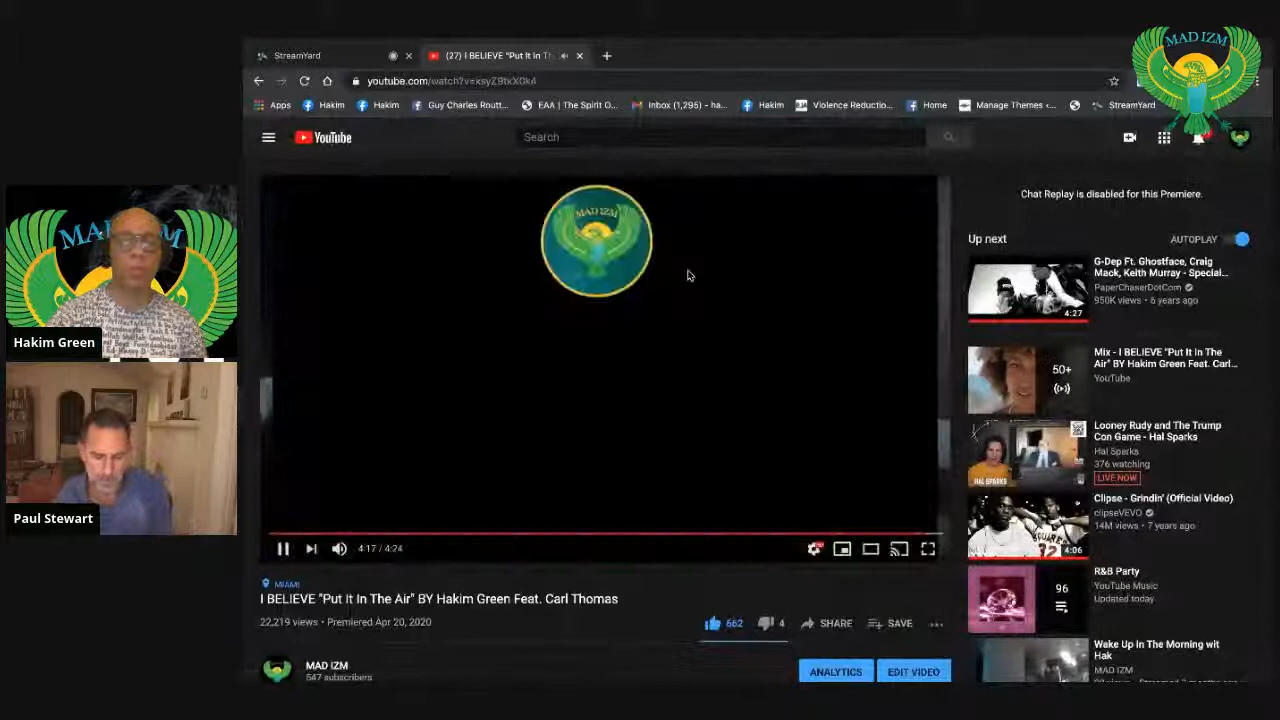 MAD IZM
StreamYard
(27) I BELIEVE "Put It In Th
youtube.com/watch?v=ksyZ9tkX0k4
Apps
Hakim
Hakim
Guy Charles Routt...
EAA | The Spirit O...
Inbox (1,295) - ha...
Hakim
Violence Reductio...
Home
Manage Themes ‹...
StreamYard
YouTube
Search
MAD IZM
Chat Replay is disabled for this Premiere.
Up next
AUTOPLAY
G-Dep Ft. Ghostface, Craig
Mack, Keith Murray - Special...
PaperChaserDotCom
950K views • 6 years ago
4:27
Mix - I BELIEVE "Put It In The
Air" BY Hakim Green Feat. Carl...
YouTube
50+
Looney Rudy and The Trump
Con Game - Hal Sparks
Hal Sparks
376 watching
LIVE NOW
HAL SPARKS
Clipse - Grindin' (Official Video)
clipseVEVO
14M views • 7 years ago
4:06
R&B Party
YouTube Music
Updated today
96
Wake Up In The Morning wit
Hak
MAD IZM
Hakim Green
Paul Stewart
4:17 / 4:24
MIAMI
I BELIEVE "Put It In The Air" BY Hakim Green Feat. Carl Thomas
22,219 views • Premiered Apr 20, 2020
662
4
SHARE
SAVE
MAD IZM
547 subscribers
ANALYTICS
EDIT VIDEO